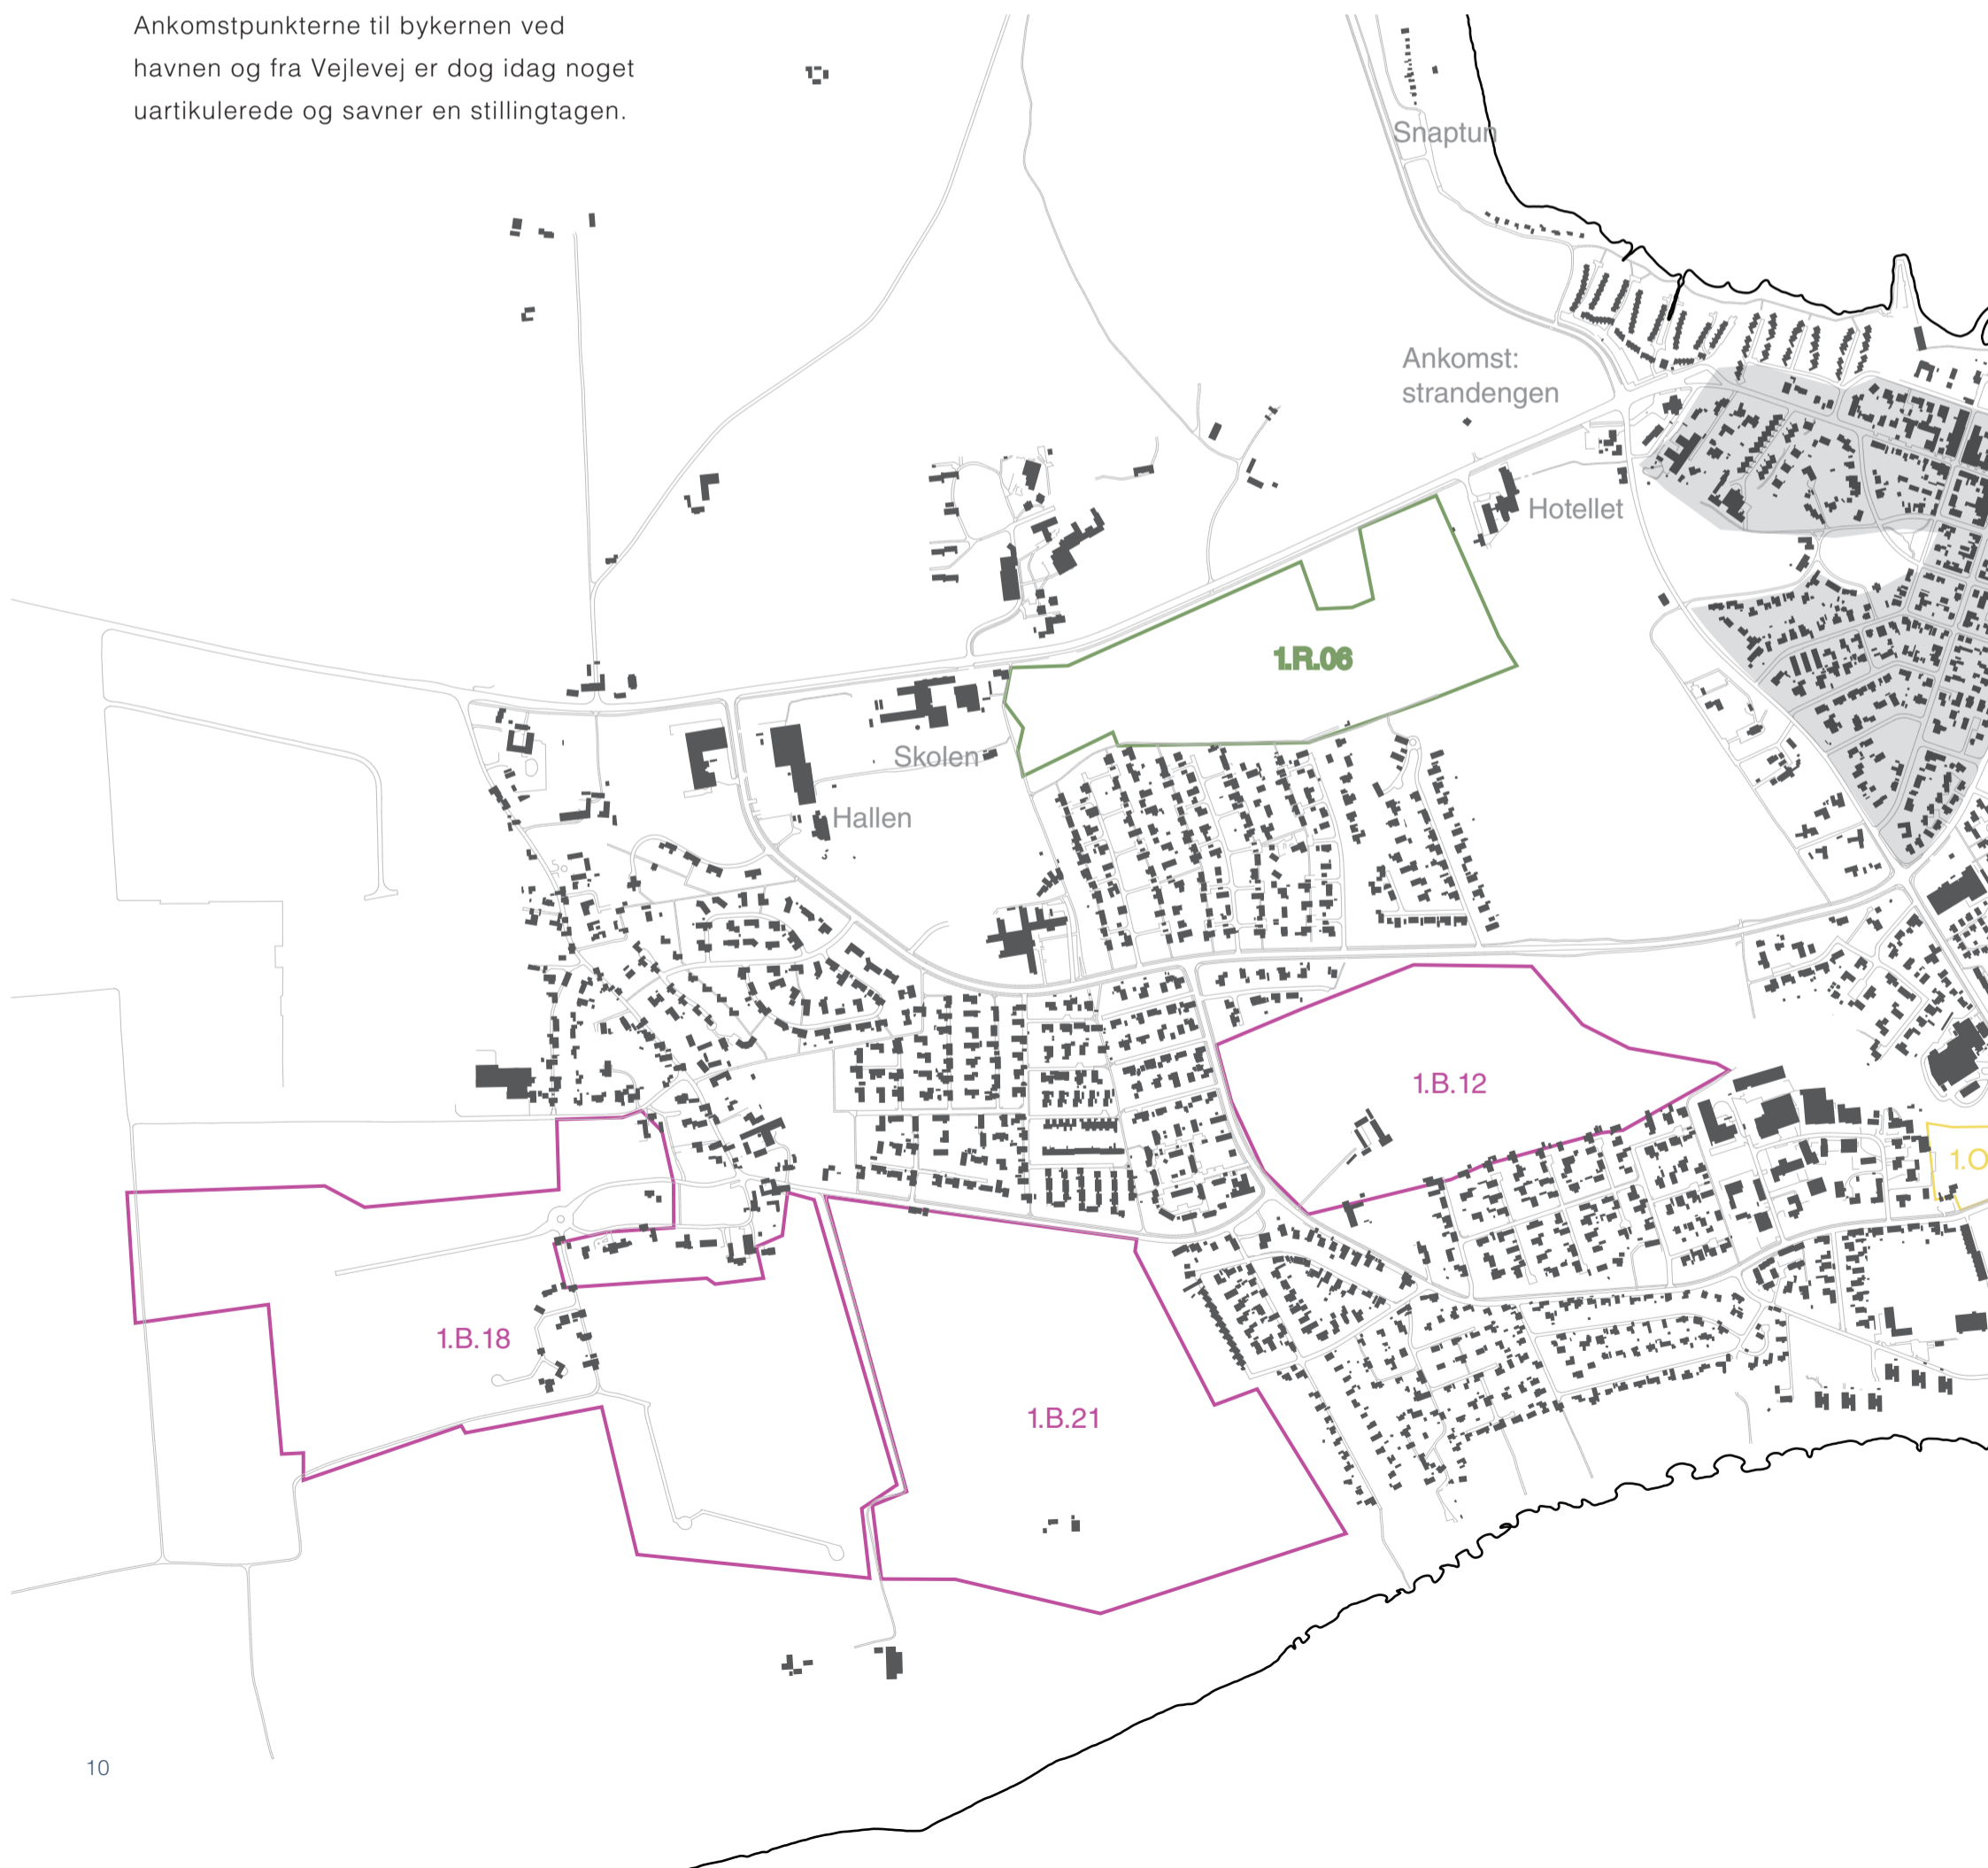 Ankomstpunkterne til bykernen ved
havnen og fra Vejlevej er dog idag noget
uartikulerede og savner en stillingtagen.
Snaptun
Ankomst:
strandengen
Hotellet
1.R.06
Skolen
Hallen
1.B.12
1.O
1.B.18
1.B.21
10